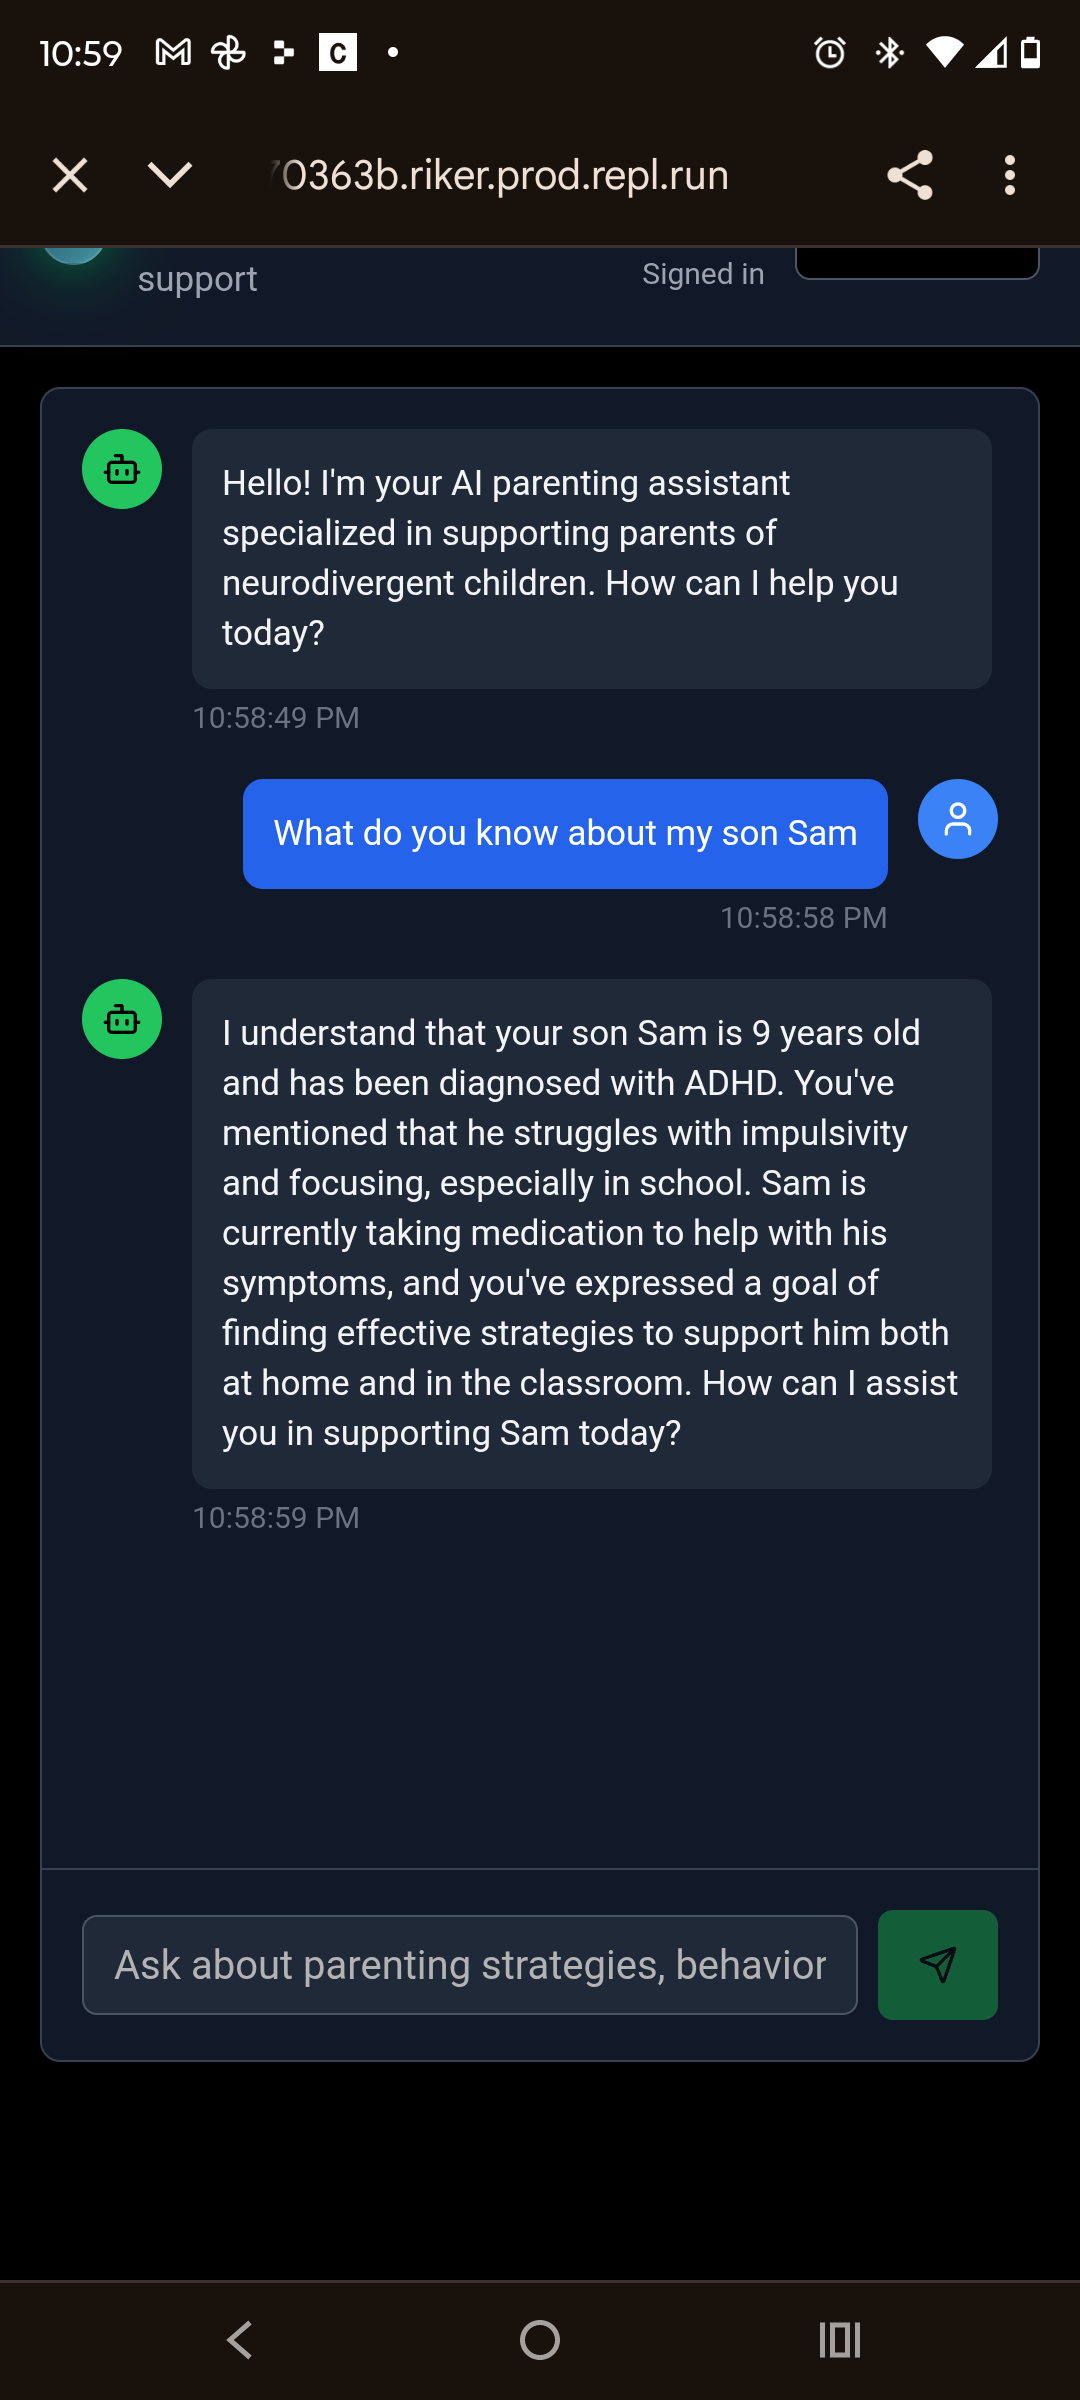 10:59
C
0363b.riker.prod.repl.run
support
Signed in
Hello! I'm your AI parenting assistant
specialized in supporting parents of
neurodivergent children. How can I help you
today?
10:58:49 PM
What do you know about my son Sam
10:58:58 PM
I understand that your son Sam is 9 years old
and has been diagnosed with ADHD. You've
mentioned that he struggles with impulsivity
and focusing, especially in school. Sam is
currently taking medication to help with his
symptoms, and you've expressed a goal of
finding effective strategies to support him both
at home and in the classroom. How can I assist
you in supporting Sam today?
10:58:59 PM
Ask about parenting strategies, behavior